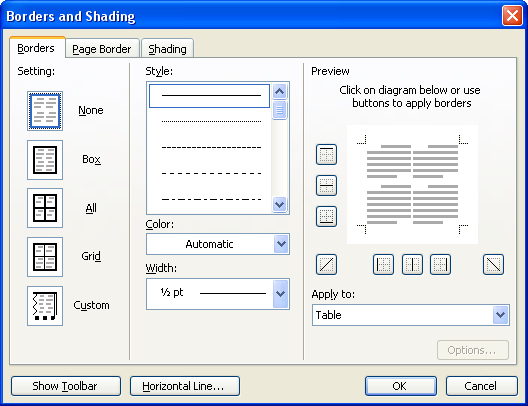 Borders and Shading
Borders
Page Border
Shading
Setting:
None
Box
All
Grid
Custom
Style:
Color:
Automatic
Width:
½ pt
Preview
Click on diagram below or use
buttons to apply borders
Apply to:
Table
Options...
Show Toolbar
Horizontal Line...
OK
Cancel